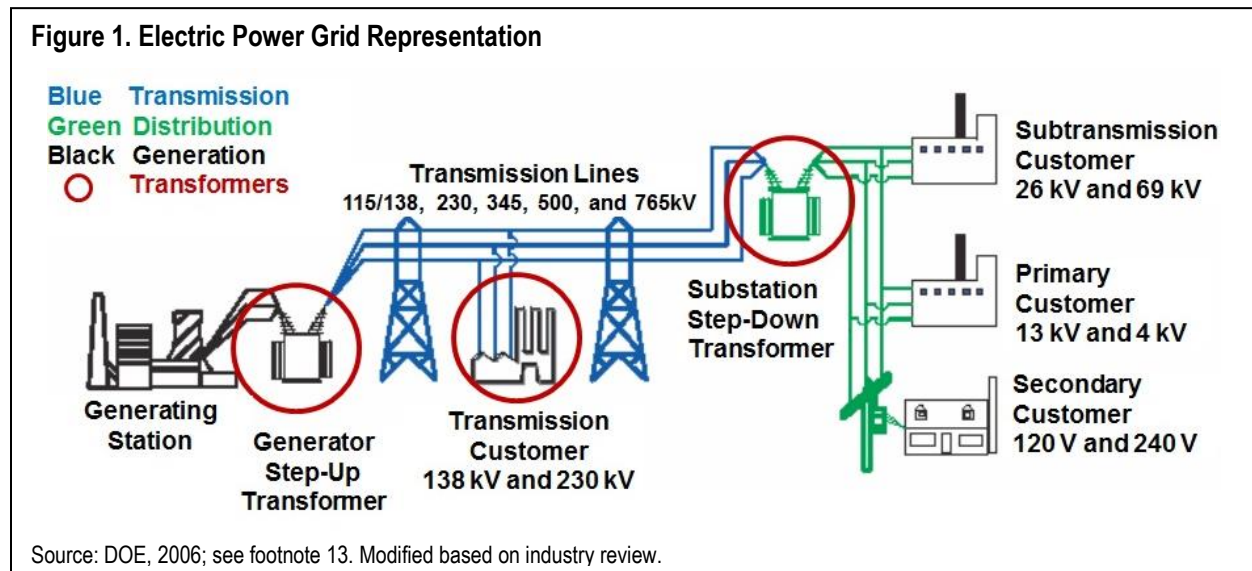 Figure 1. Electric Power Grid Representation
Blue Transmission
Green Distribution
Black Generation
Transformers
Transmission Lines
115/138, 230, 345, 500, and 765kV
Generating
Station
Generator
Step-Up
Transformer
Transmission
Customer
138 kV and 230 kV
Substation
Step-Down
Transformer
Subtransmission
Customer
26 kV and 69 kV
Primary
Customer
13 kV and 4 kV
Secondary
Customer
120 V and 240 V
Source: DOE, 2006; see footnote 13. Modified based on industry review.